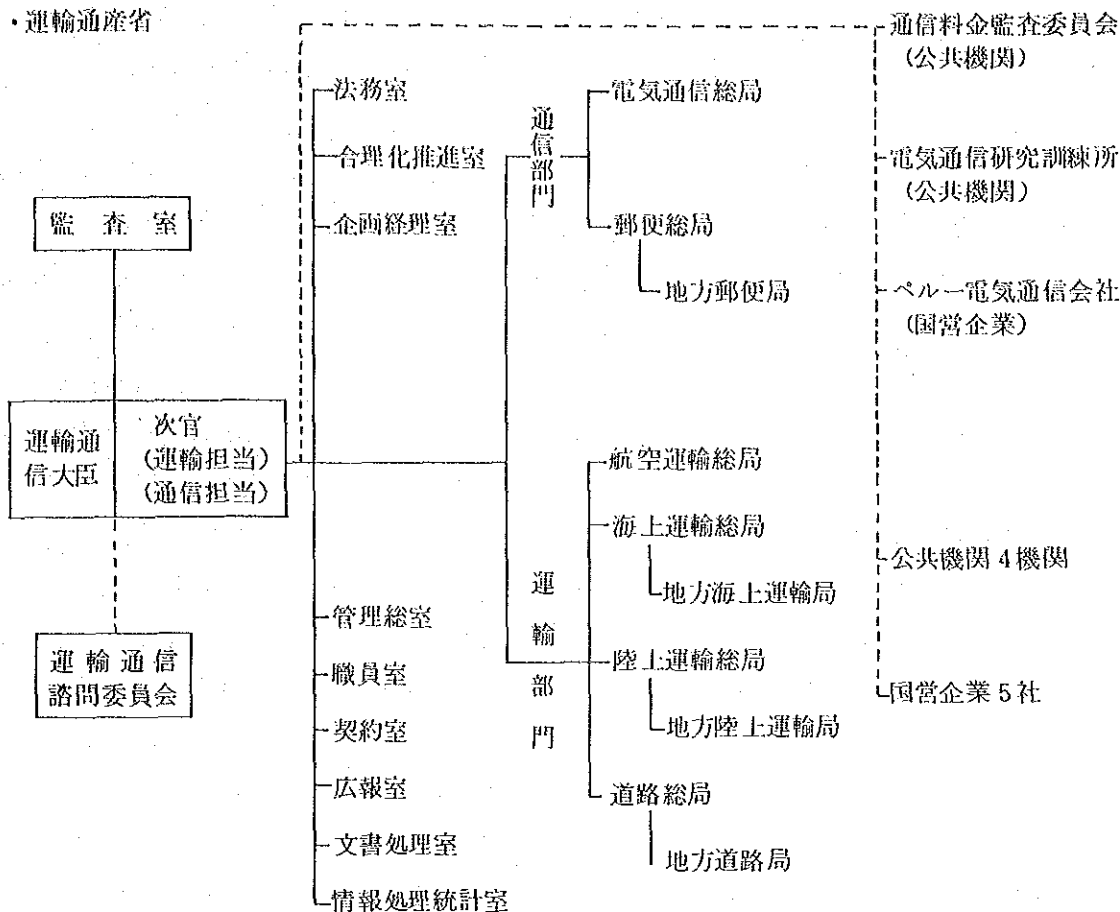 ・運輸通産省
監査室
運輸通
信大臣
次官
(運輸担当)
(通信担当)
運輸通信
諮問委員会
法務室
合理化推進室
企画経理室
管理総室
職員室
契約室
広報室
文書処理室
情報処理統計室
通信部門
電気通信総局
郵便総局
地方郵便局
運輸部門
航空運輸総局
海上運輸総局
地方海上運輸局
陸上運輸総局
地方陸上運輸局
道路総局
地方道路局
通信料金監査委員会
(公共機関)
電気通信研究訓練所
(公共機関)
ペルー電気通信会社
(国営企業)
公共機関4機関
国営企業5社